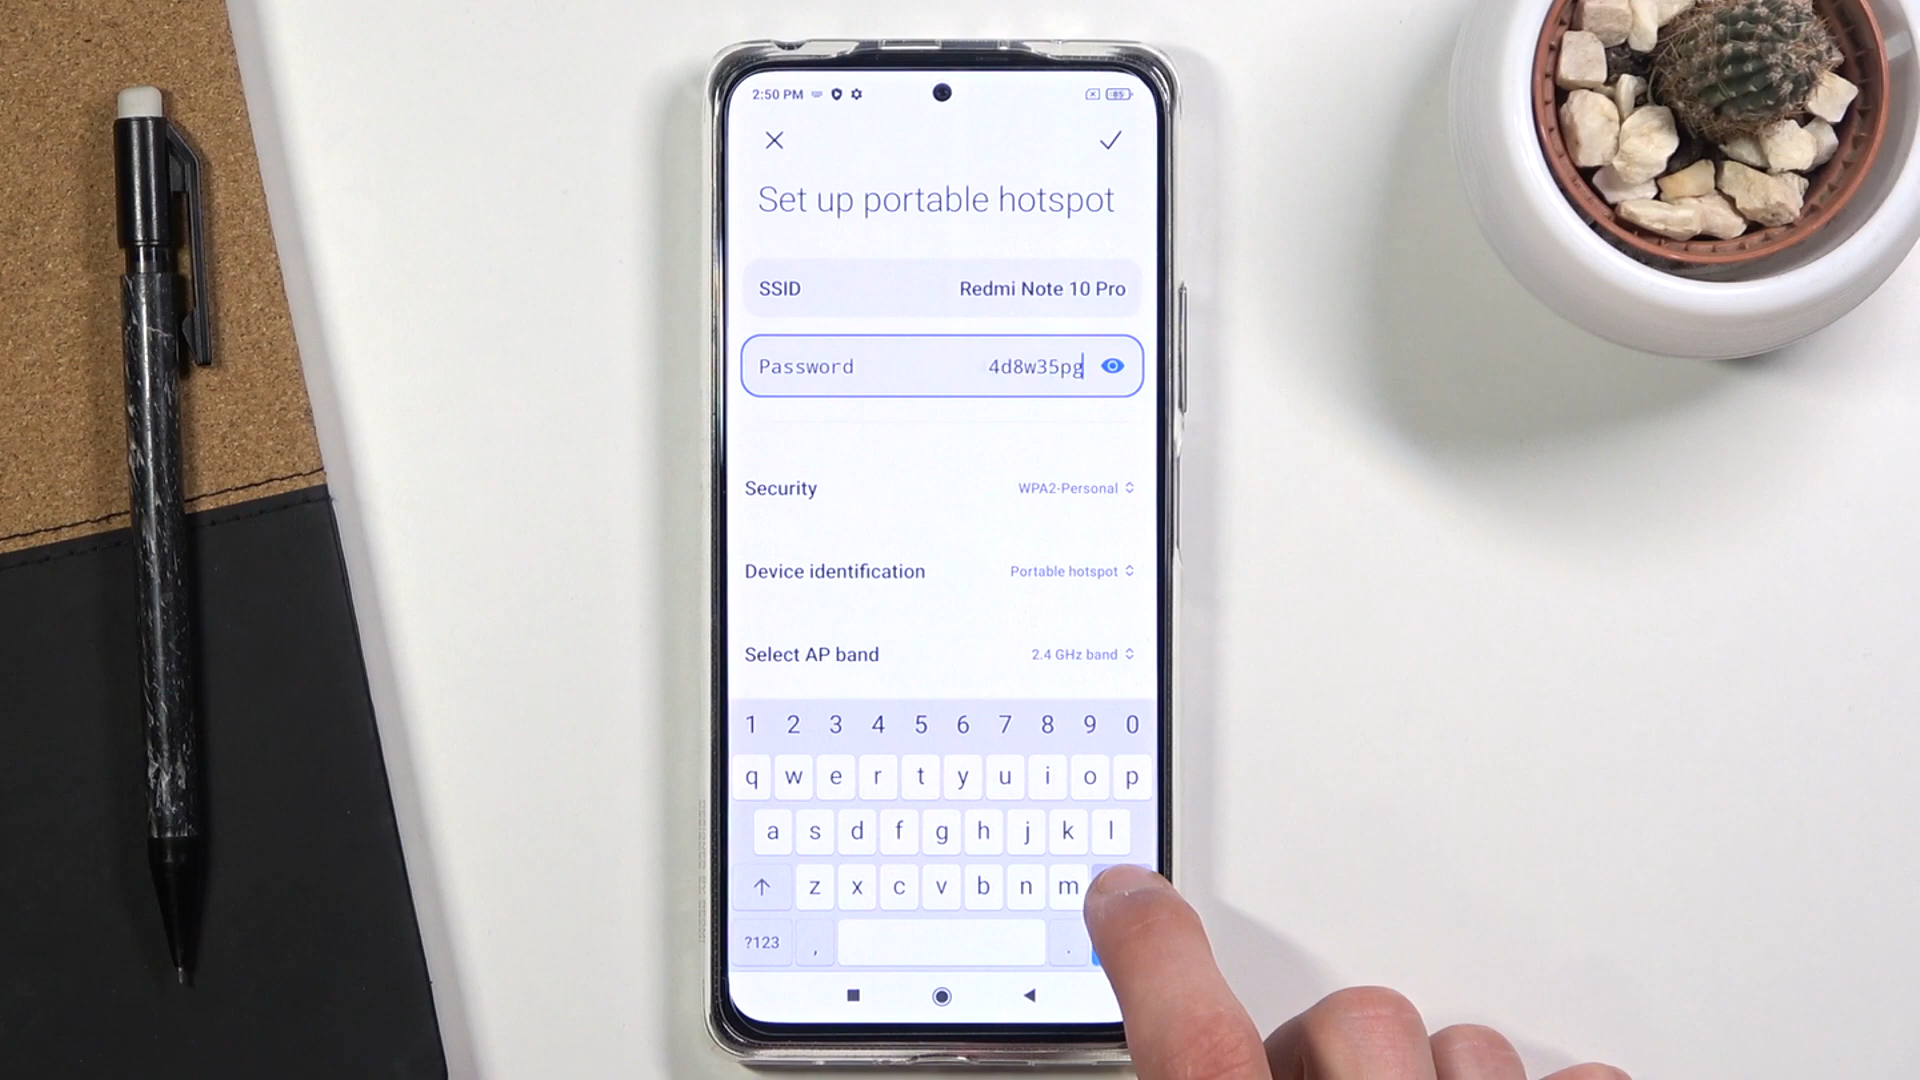 2:50 PM 85
Set up portable hotspot
SSID Redmi Note 10 Pro
Password 4d8w35pg
Security WPA2-Personal
Device identification Portable hotspot
Select AP band 2.4 GHz band
1 2 3 4 5 6 7 8 9 0
q w e r t y u i o p
a s d f g h j k l
z x c v b n m
?123 , .